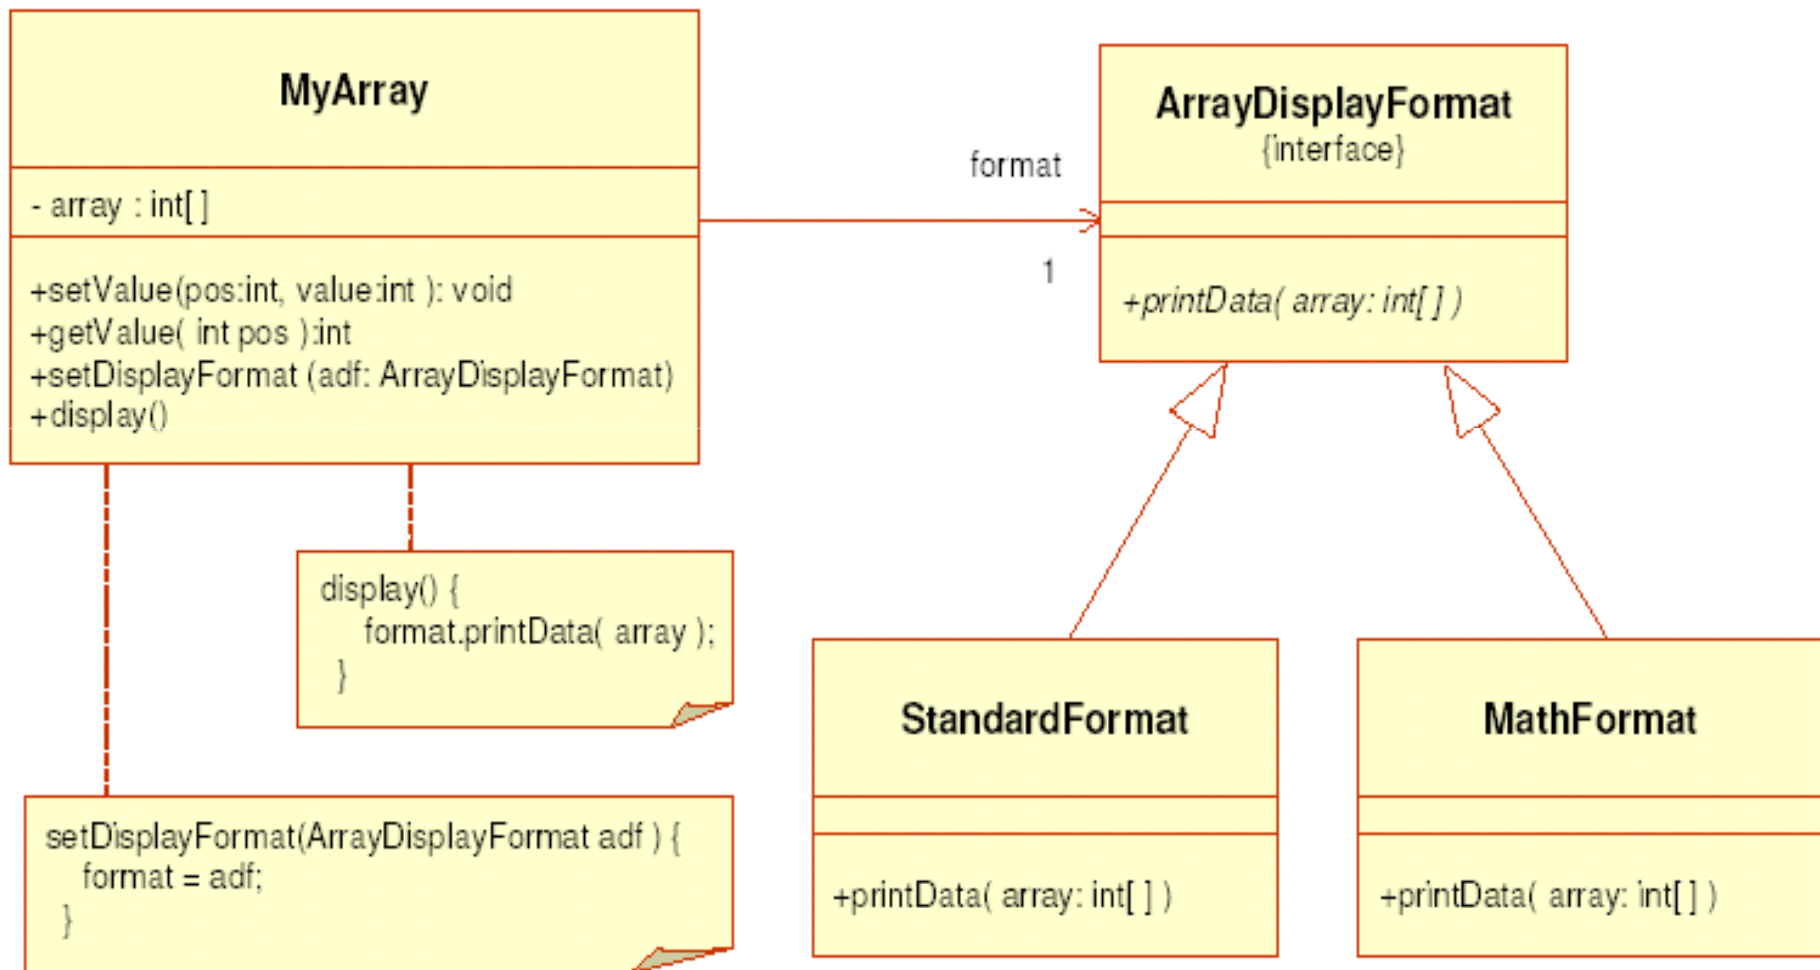 MyArray
- array : int[ ]
+setValue(pos:int, value:int ): void
+getValue( int pos ):int
+setDisplayFormat (adf: ArrayDisplayFormat)
+display()
format
1
ArrayDisplayFormat
{interface}
+printData( array: int[ ] )
display() {
format.printData( array );
}
setDisplayFormat(ArrayDisplayFormat adf ) {
format = adf;
}
StandardFormat
+printData( array: int[ ] )
MathFormat
+printData( array: int[ ] )